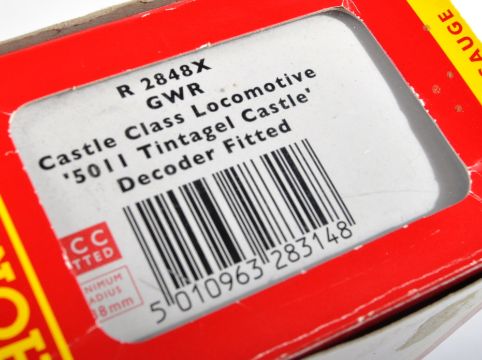 R 2848X
GWR
Castle Class Locomotive
'5011 Tintagel Castle'
Decoder Fitted
5 010963 283148